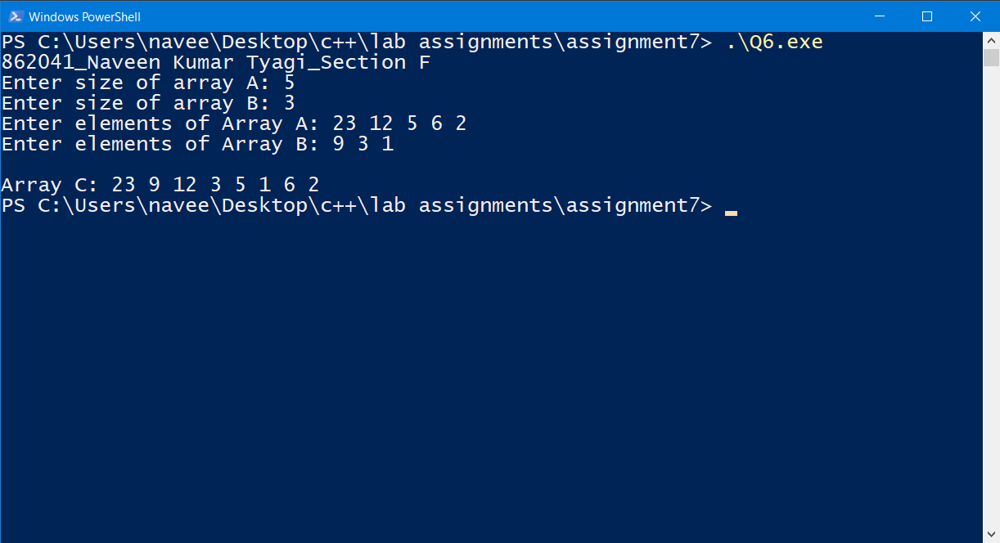 Windows PowerShell
PS C:\Users\navee\Desktop\c++\lab assignments\assignment7> .\Q6.exe
862041_Naveen Kumar Tyagi_Section F
Enter size of array A: 5
Enter size of array B: 3
Enter elements of Array A: 23 12 5 6 2
Enter elements of Array B: 9 3 1
Array C: 23 9 12 3 5 1 6 2
PS C:\Users\navee\Desktop\c++\lab assignments\assignment7>